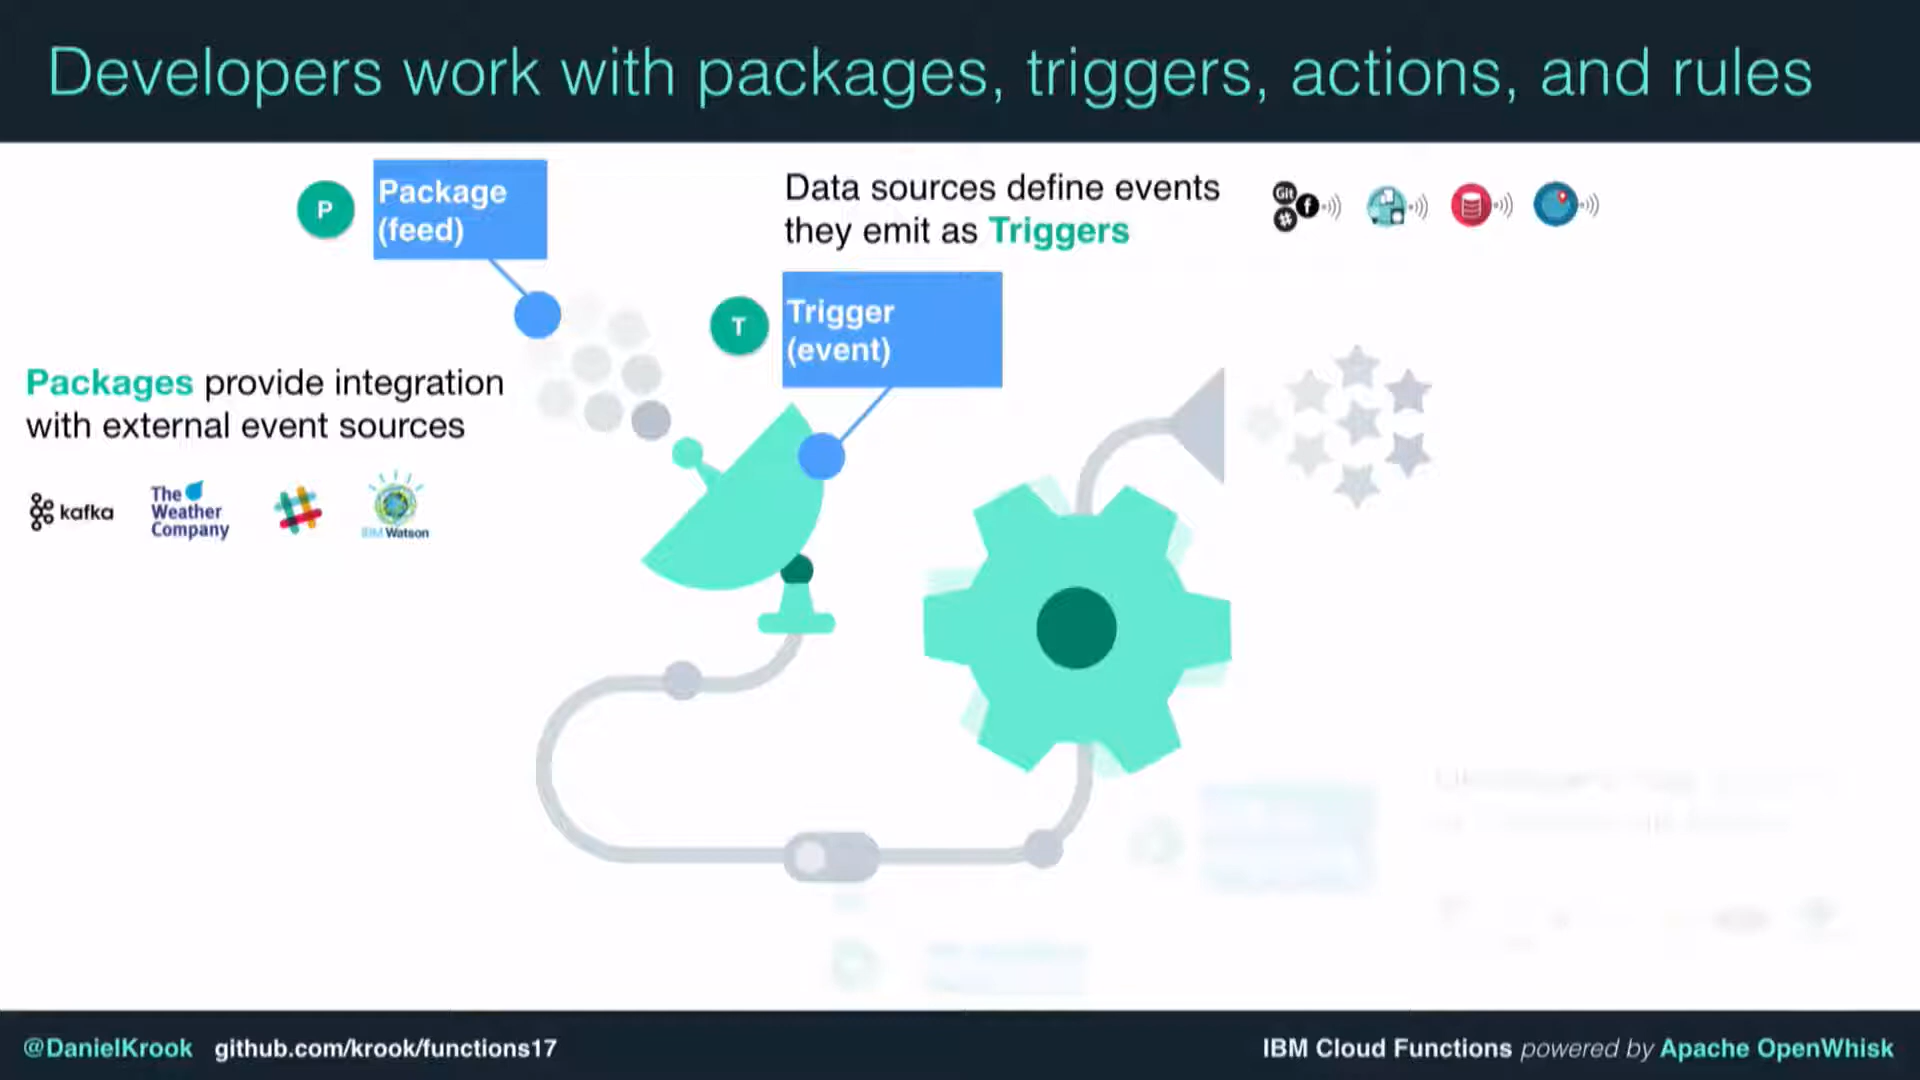 Developers work with packages, triggers, actions, and rules
P
Package
(feed)
Data sources define events
they emit as Triggers
Git
f
#
T
Trigger
(event)
Packages provide integration
with external event sources
kafka
The
Weather
Company
IBM Watson
@DanielKrook github.com/krook/functions17
IBM Cloud Functions powered by Apache OpenWhisk